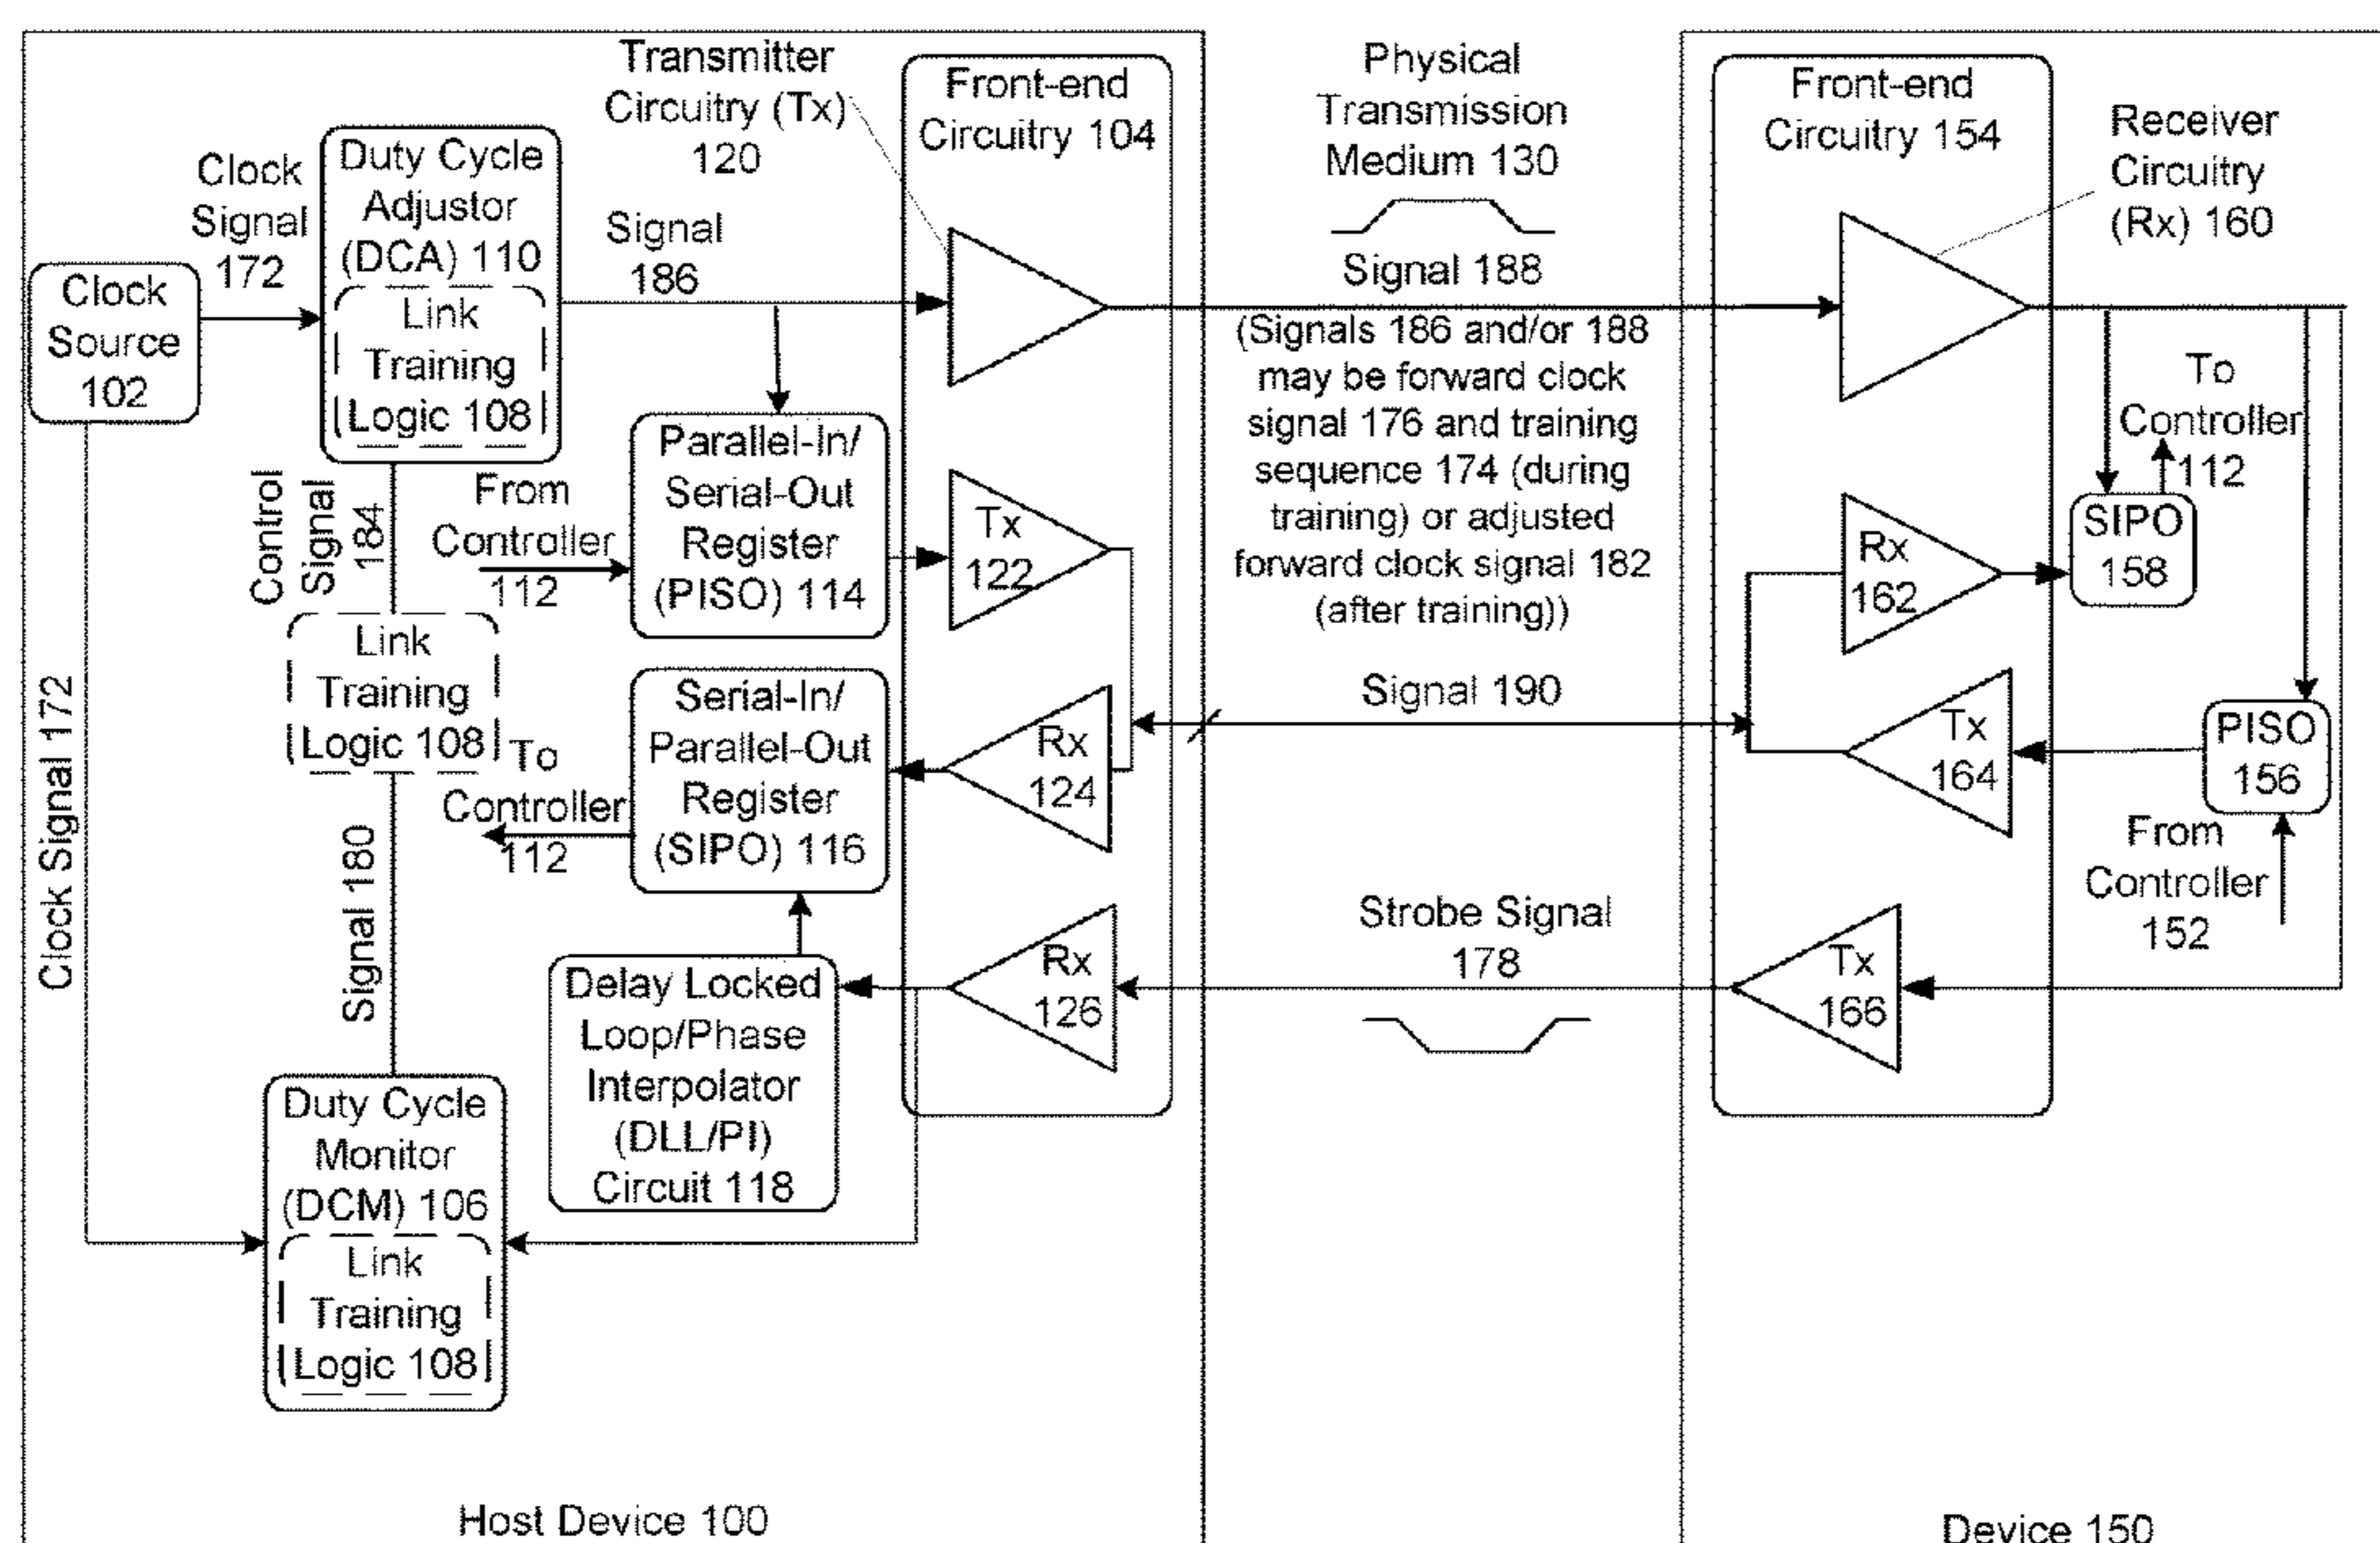 Transmitter
Circuitry (Tx)
120
Front-end
Circuitry 104
Physical
Transmission
Medium 130
Front-end
Circuitry 154
Receiver
Circuitry
(Rx) 160
Clock
Signal
172
Duty Cycle
Adjustor
(DCA) 110
Link
Training
Logic 108
Signal
186
Signal 188
Clock
Source
102
(Signals 186 and/or 188
may be forward clock
signal 176 and training
sequence 174 (during
training) or adjusted
forward clock signal 182
(after training))
To
Controller
112
Control
Signal
184
From
Controller
112
Parallel-In/
Serial-Out
Register
(PISO) 114
Tx
122
Rx
162
SIPO
158
Link
Training
Logic 108
To
Controller
112
Serial-In/
Parallel-Out
Register
(SIPO) 116
Rx
124
Signal 190
Tx
164
PISO
156
From
Controller
152
Clock Signal 172
Signal 180
Delay Locked
Loop/Phase
Interpolator
(DLL/PI)
Circuit 118
Rx
126
Strobe Signal
178
Tx
166
Duty Cycle
Monitor
(DCM) 106
Link
Training
Logic 108
Host Device 100
Device 150